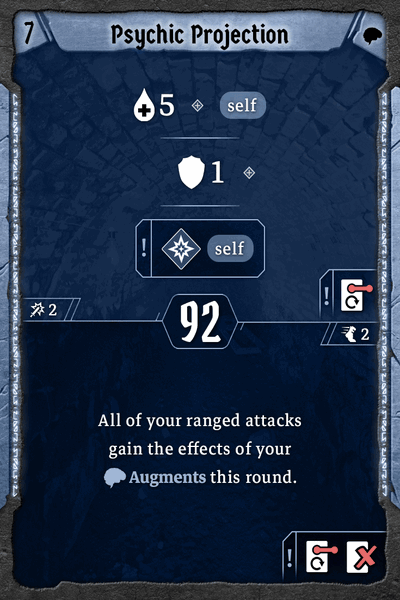 7 Psychic Projection
5 self
1
! self
!
2
92
2
All of your ranged attacks
gain the effects of your
Augments this round.
!